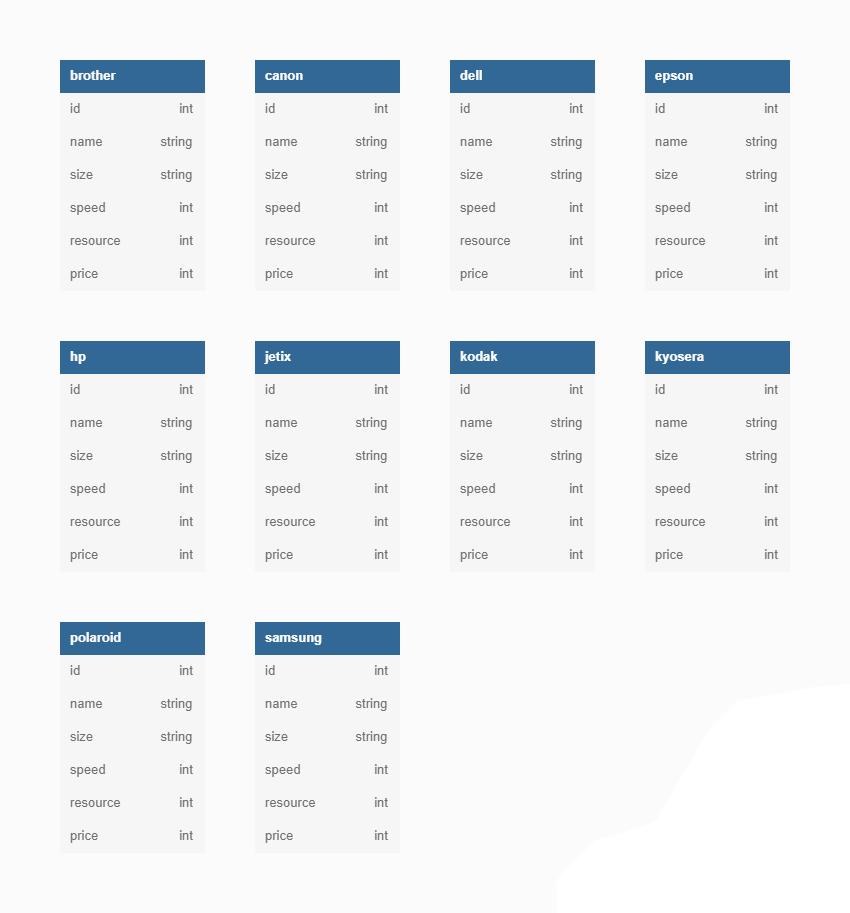 brother
id int
name string
size string
speed int
resource int
price int
canon
id int
name string
size string
speed int
resource int
price int
dell
id int
name string
size string
speed int
resource int
price int
epson
id int
name string
size string
speed int
resource int
price int
hp
id int
name string
size string
speed int
resource int
price int
jetix
id int
name string
size string
speed int
resource int
price int
kodak
id int
name string
size string
speed int
resource int
price int
kyosera
id int
name string
size string
speed int
resource int
price int
polaroid
id int
name string
size string
speed int
resource int
price int
samsung
id int
name string
size string
speed int
resource int
price int